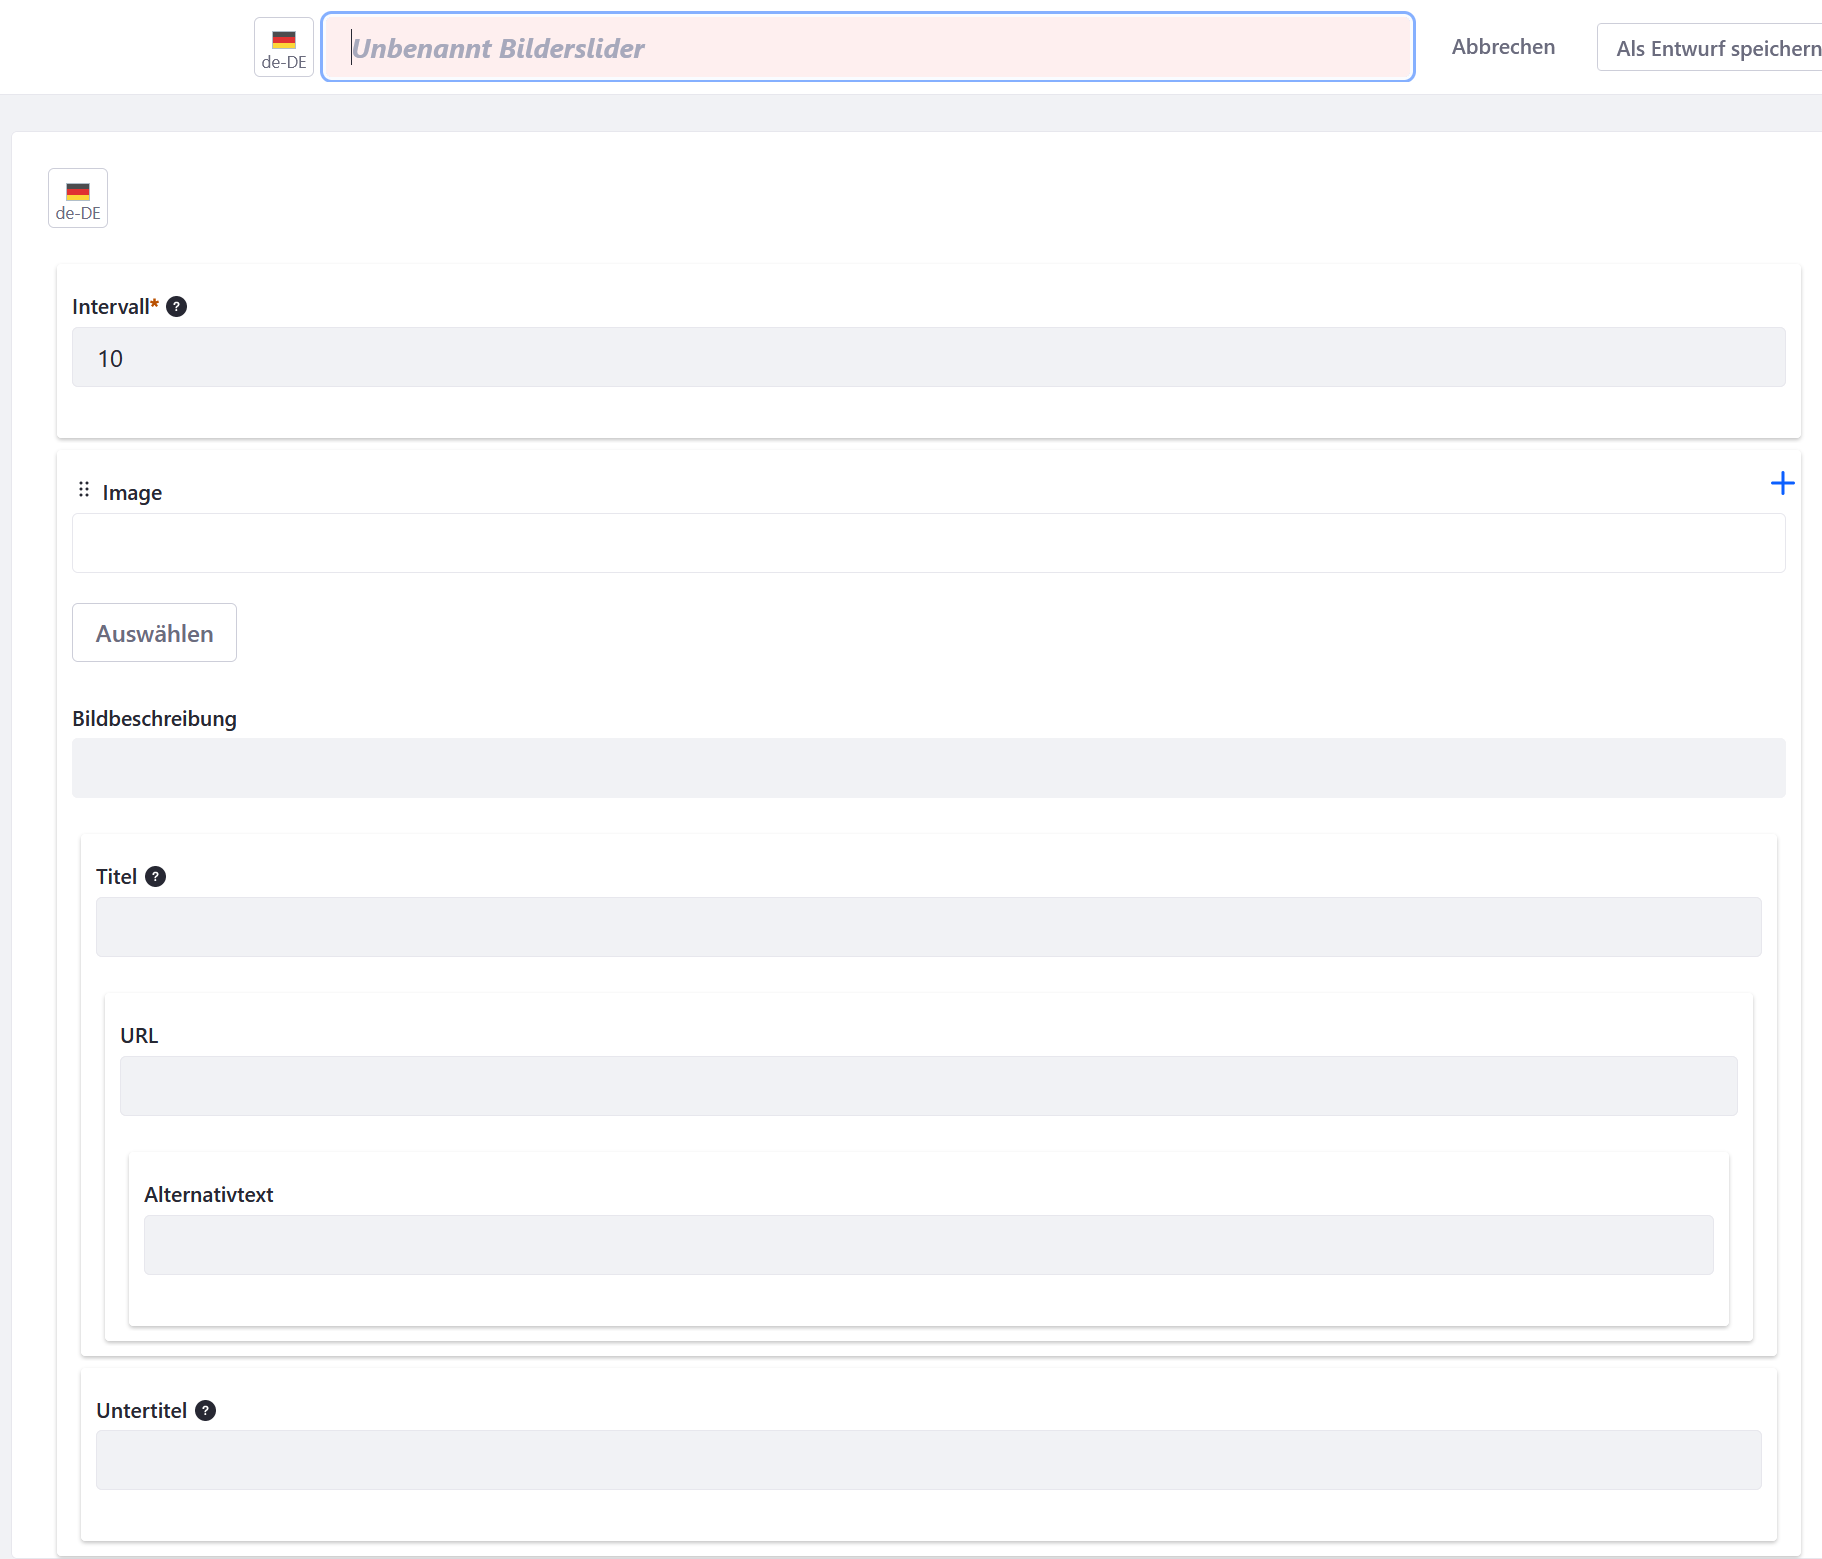 de-DE
Unbenannt Bilderslider
Abbrechen
Als Entwurf speichern
de-DE
Intervall* ?
10
Image
Auswählen
Bildbeschreibung
Titel ?
URL
Alternativtext
Untertitel ?